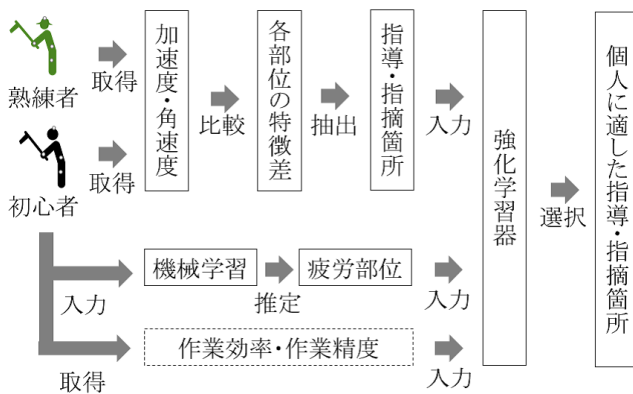 熟練者
取得
加速度・角速度
比較
各部位の特徴差
抽出
指導・指摘箇所
入力
初心者
取得
強化学習器
選択
個人に適した指導・指摘箇所
入力
機械学習
推定
疲労部位
入力
取得
作業効率・作業精度
入力